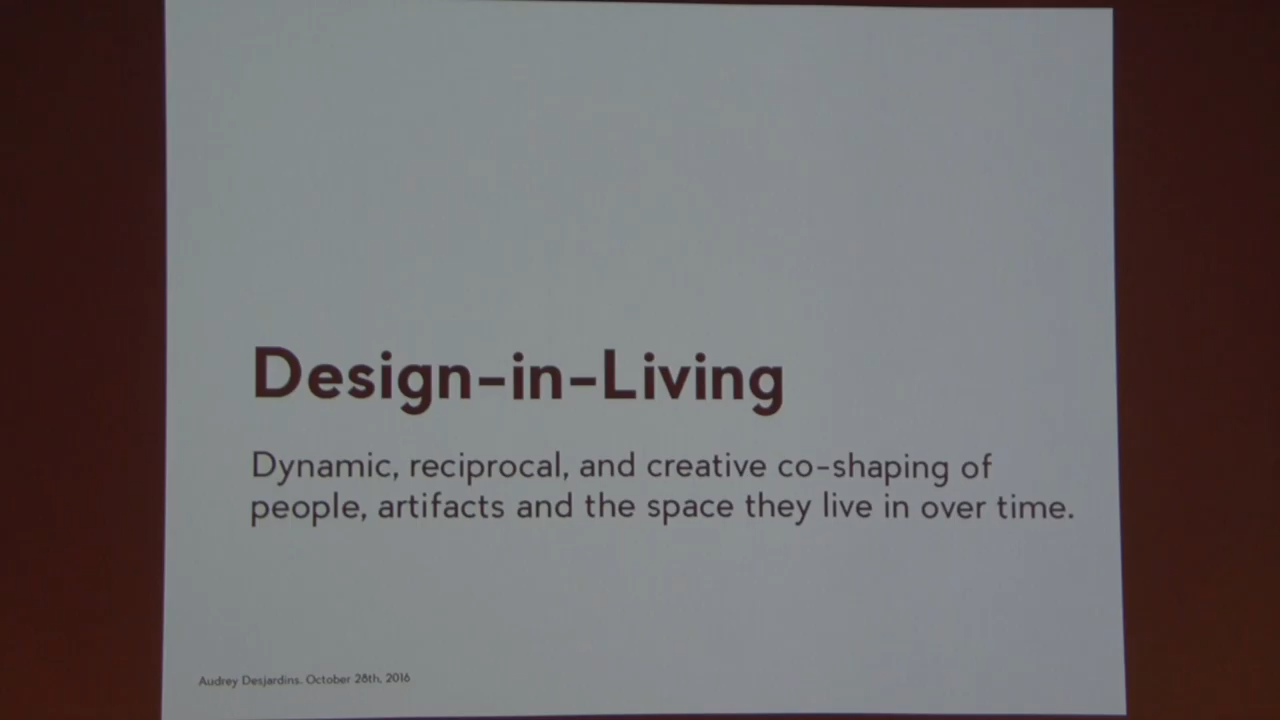 Design-in-Living
Dynamic, reciprocal, and creative co-shaping of
people, artifacts and the space they live in over time.
Audrey Desjardins. October 28th, 2016